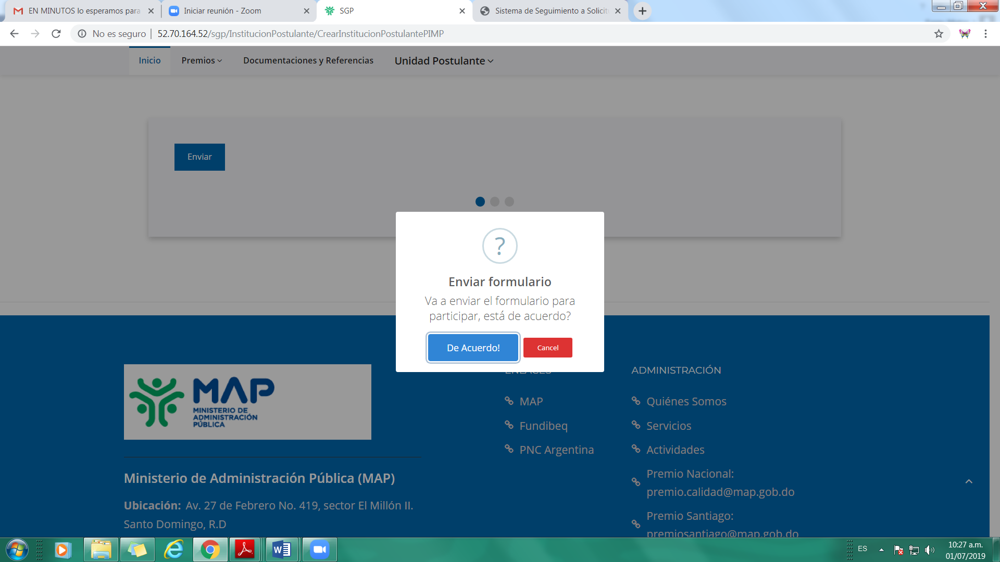 EN MINUTOS lo esperamos para
Iniciar reunión - Zoom
SGP
Sistema de Seguimiento a Solicit
No es seguro
52.70.164.52/sgp/InstitucionPostulante/CrearInstitucionPostulantePIMP
Inicio
Premios
Documentaciones y Referencias
Unidad Postulante
Enviar
?
Enviar formulario
Va a enviar el formulario para
participar, está de acuerdo?
De Acuerdo!
Cancel
MAP
MINISTERIO DE
ADMINISTRACIÓN
PÚBLICA
Ministerio de Administración Pública (MAP)
Ubicación: Av. 27 de Febrero No. 419, sector El Millón II.
Santo Domingo, R.D
ENLACES
MAP
Fundibeq
PNC Argentina
ADMINISTRACIÓN
Quiénes Somos
Servicios
Actividades
Premio Nacional:
premio.calidad@map.gob.do
Premio Santiago:
premiosantiago@map.gob.do
ES
10:27 a.m.
01/07/2019